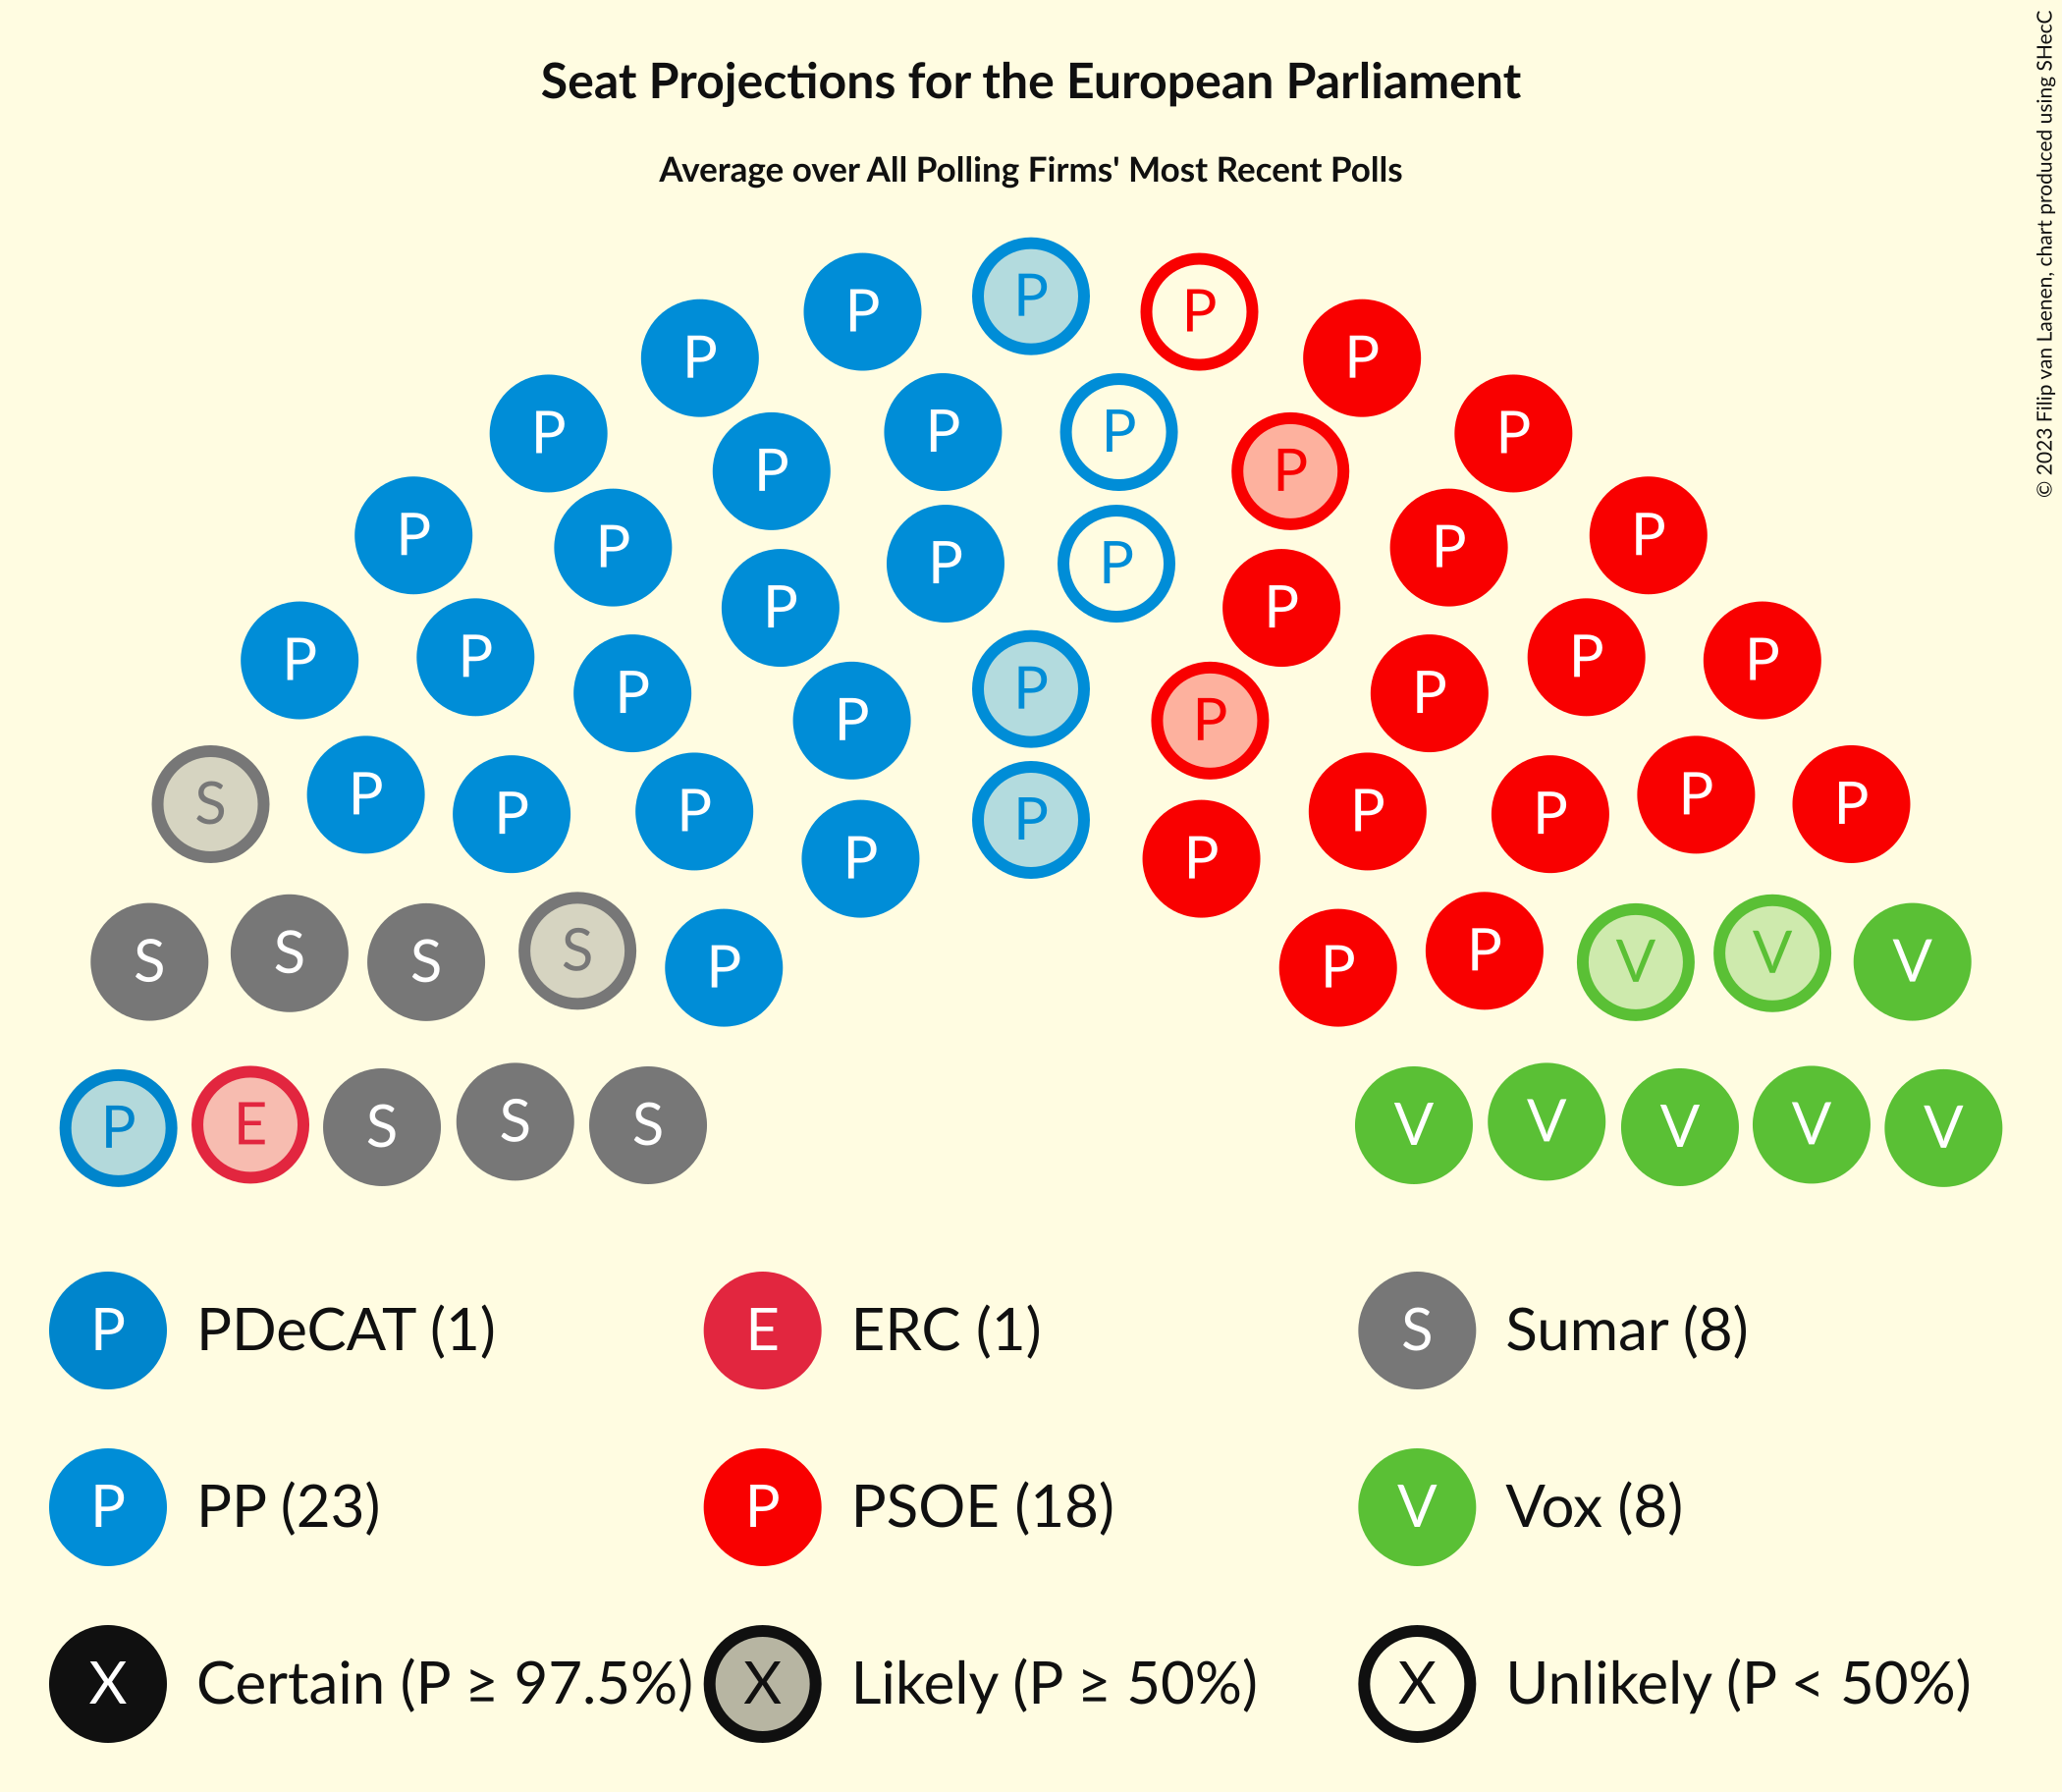 Seat Projections for the European Parliament
Average over All Polling Firms' Most Recent Polls
© 2023 Filip van Laenen, chart produced using SHecC
P
P P
P P
P P
P P P
P P
P P
P P
P P
P P P
P P P P
P P
P P P P
P P
P P
S P P P P P P P P P P
P P
S S S S P P P V V V
P E S S S V V V V V
P PDeCAT (1) E ERC (1) S Sumar (8)
P PP (23) P PSOE (18) V Vox (8)
X Certain (P ≥ 97.5%) X Likely (P ≥ 50%) X Unlikely (P < 50%)